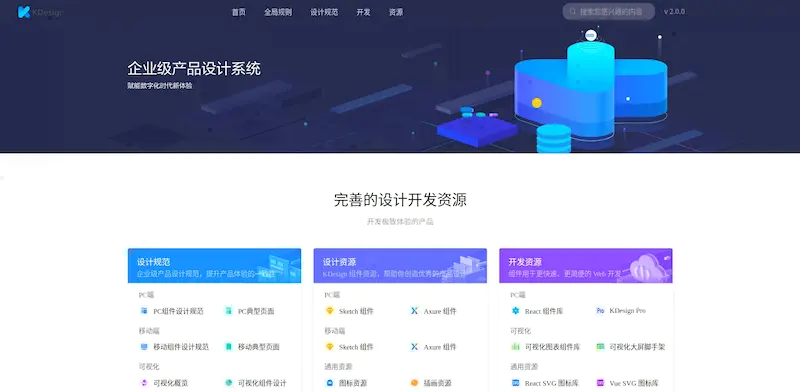 KDesign
首页 全局规则 设计规范 开发 资源
搜索您感兴趣的内容
v 2.0.0
企业级产品设计系统
赋能数字化时代新体验
完善的设计开发资源
开发极致体验的产品
设计规范
企业级产品设计规范，提升产品体验的一致性
PC端
PC组件设计规范 PC典型页面
移动端
移动组件设计规范 移动典型页面
可视化
可视化概览 可视化组件设计
设计资源
KDesign 组件资源，帮助你创造优秀的产品设计
PC端
Sketch 组件 Axure 组件
移动端
Sketch 组件 Axure 组件
通用资源
图标资源 插画资源
开发资源
组件用于更快速、更简便的 Web 开发
PC端
React 组件库 KDesign Pro
可视化
可视化图表组件库 可视化大屏脚手架
通用资源
React SVG 图标库 Vue SVG 图标库